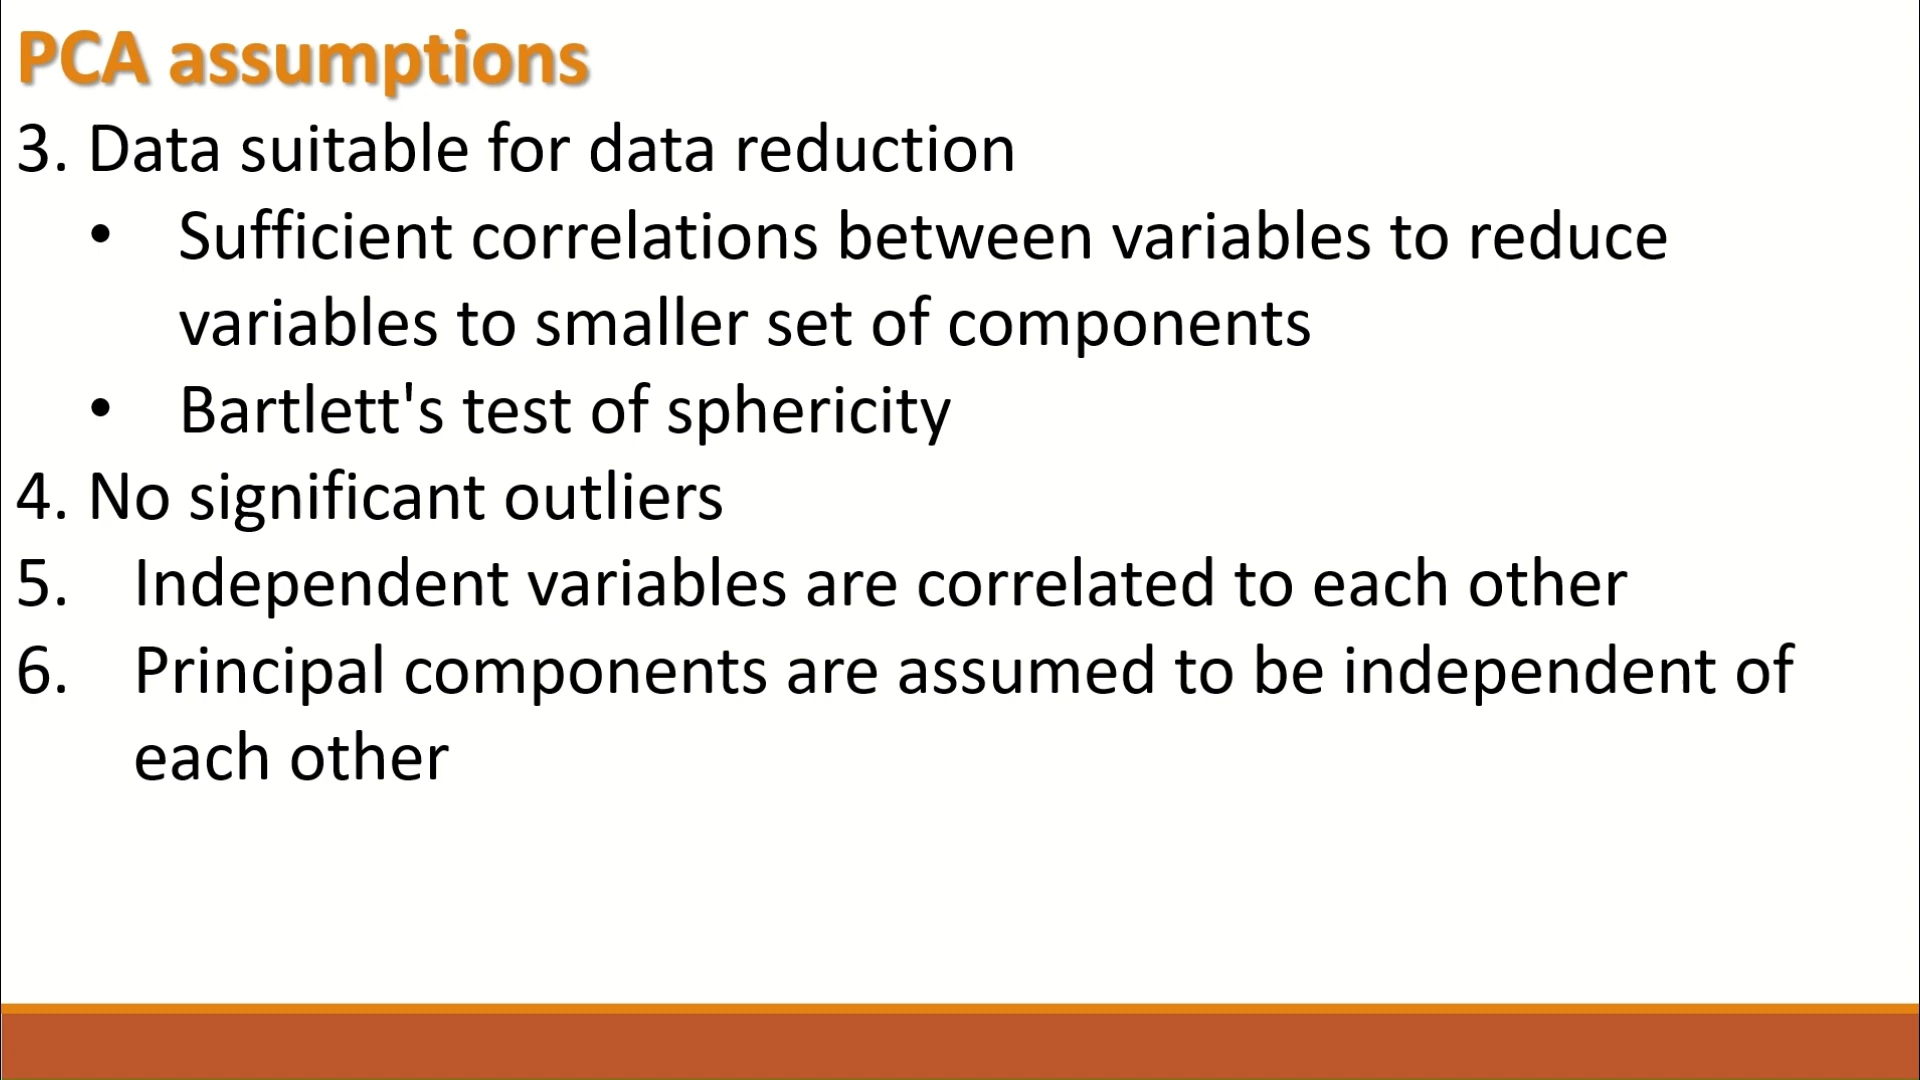 PCA assumptions
3. Data suitable for data reduction
• Sufficient correlations between variables to reduce
variables to smaller set of components
• Bartlett's test of sphericity
4. No significant outliers
5. Independent variables are correlated to each other
6. Principal components are assumed to be independent of
each other